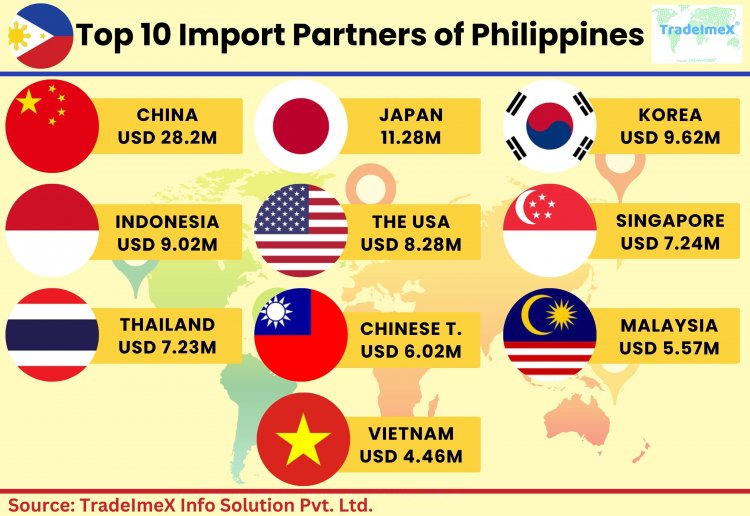 Top 10 Import Partners of Philippines
TradeImeX
CHINA
USD 28.2M
JAPAN
11.28M
KOREA
USD 9.62M
INDONESIA
USD 9.02M
THE USA
USD 8.28M
SINGAPORE
USD 7.24M
THAILAND
USD 7.23M
CHINESE T.
USD 6.02M
MALAYSIA
USD 5.57M
VIETNAM
USD 4.46M
Source: TradeImeX Info Solution Pvt. Ltd.